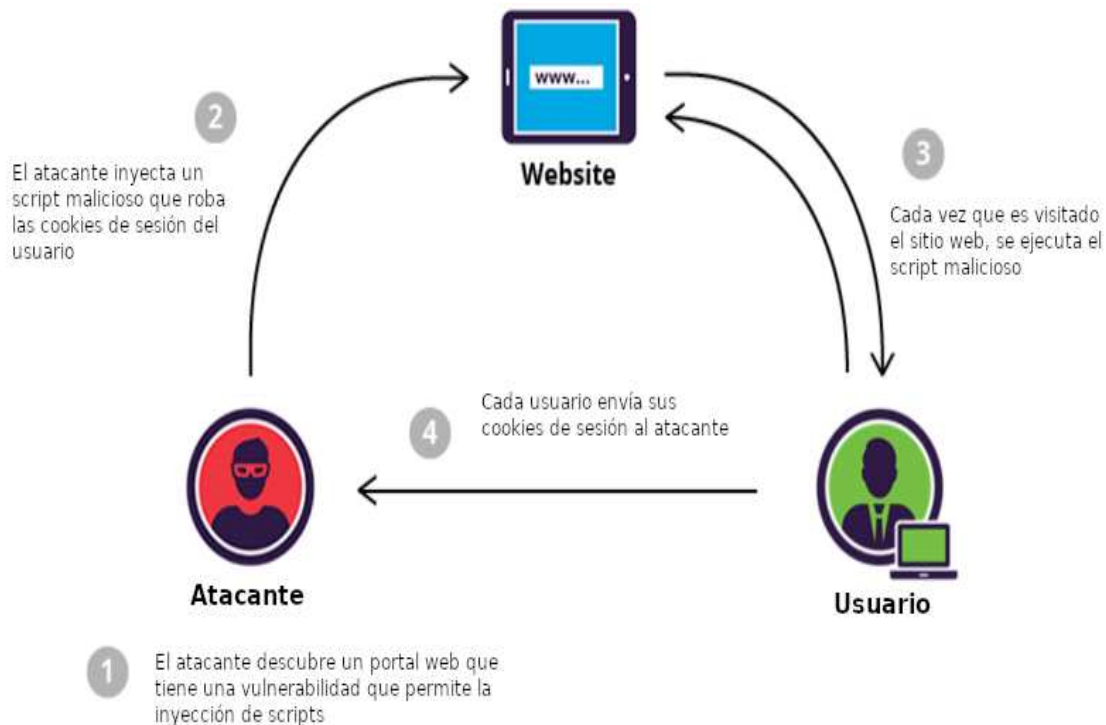 www...
Website
2
El atacante inyecta un
script malicioso que roba
las cookies de sesión del
usuario
3
Cada vez que es visitado
el sitio web, se ejecuta el
script malicioso
4
Cada usuario envía sus
cookies de sesión al atacante
Atacante
Usuario
1
El atacante descubre un portal web que
tiene una vulnerabilidad que permite la
inyección de scripts